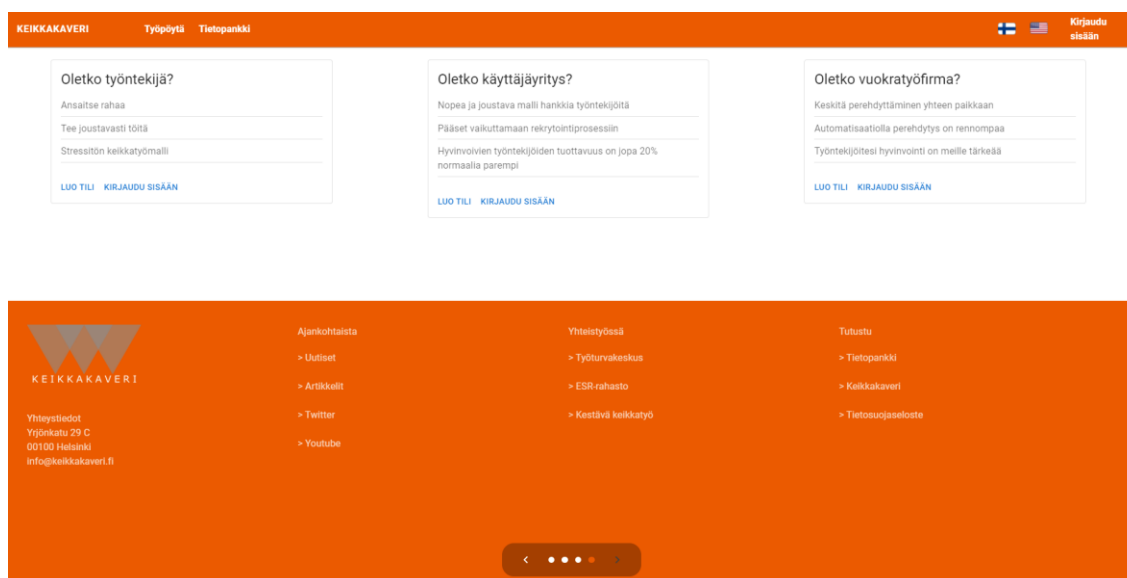 KEIKKAKAVERI
Työpöytä
Tietopankki
Kirjaudu
sisään
Oletko työntekijä?
Ansaitse rahaa
Tee joustavasti töitä
Stressitön keikkatyömalli
LUO TILI KIRJAUDU SISÄÄN
Oletko käyttäjäyritys?
Nopea ja joustava malli hankkia työntekijöitä
Pääset vaikuttamaan rekrytointiprosessiin
Hyvinvoivien työntekijöiden tuottavuus on jopa 20%
normaalia parempi
LUO TILI KIRJAUDU SISÄÄN
Oletko vuokratyöfirma?
Keskitä perehdyttäminen yhteen paikkaan
Automatisaatiolla perehdytys on rennompaa
Työntekijöitesi hyvinvointi on meille tärkeää
LUO TILI KIRJAUDU SISÄÄN
KEIKKAKAVERI
Yhteystiedot
Yrjönkatu 29 C
00100 Helsinki
info@keikkakaveri.fi
Ajankohtaista
> Uutiset
> Artikkelit
> Twitter
> Youtube
Yhteistyössä
> Työturvakeskus
> ESR-rahasto
> Kestävä keikkatyö
Tutustu
> Tietopankki
> Keikkakaveri
> Tietosuojaseloste